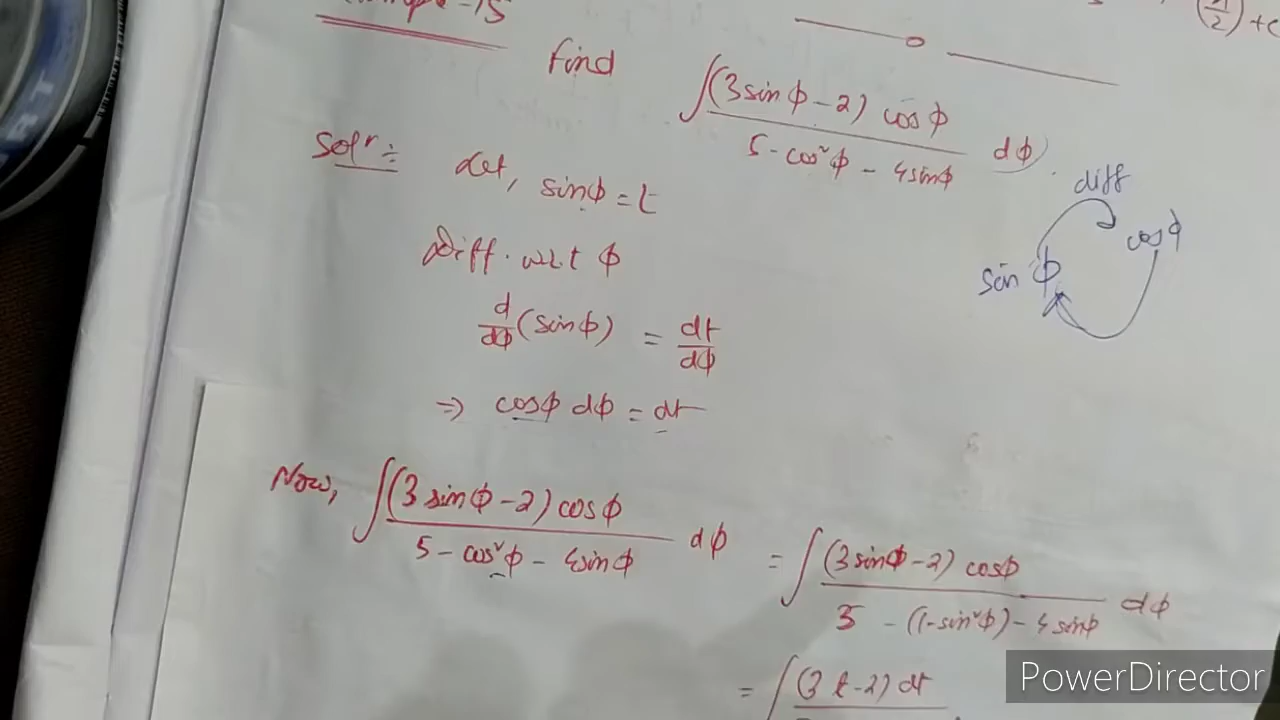 -15
(π/2) + c
Find ∫ (3 sin ϕ - 2) cos ϕ / 5 - cos²ϕ - 4 sin ϕ dϕ.
Solⁿ:- Let, sin ϕ = t
diff
cos ϕ
sin ϕ
Diff. w.r.t ϕ
d/dϕ (sin ϕ) = dt/dϕ
⇒ cos ϕ dϕ = dt
Now, ∫ (3 sin ϕ - 2) cos ϕ / 5 - cos²ϕ - 4 sin ϕ dϕ = ∫ (3 sin ϕ - 2) cos ϕ / 5 - (1 - sin²ϕ) - 4 sin ϕ dϕ
= ∫ (3 t - 2) dt
PowerDirector